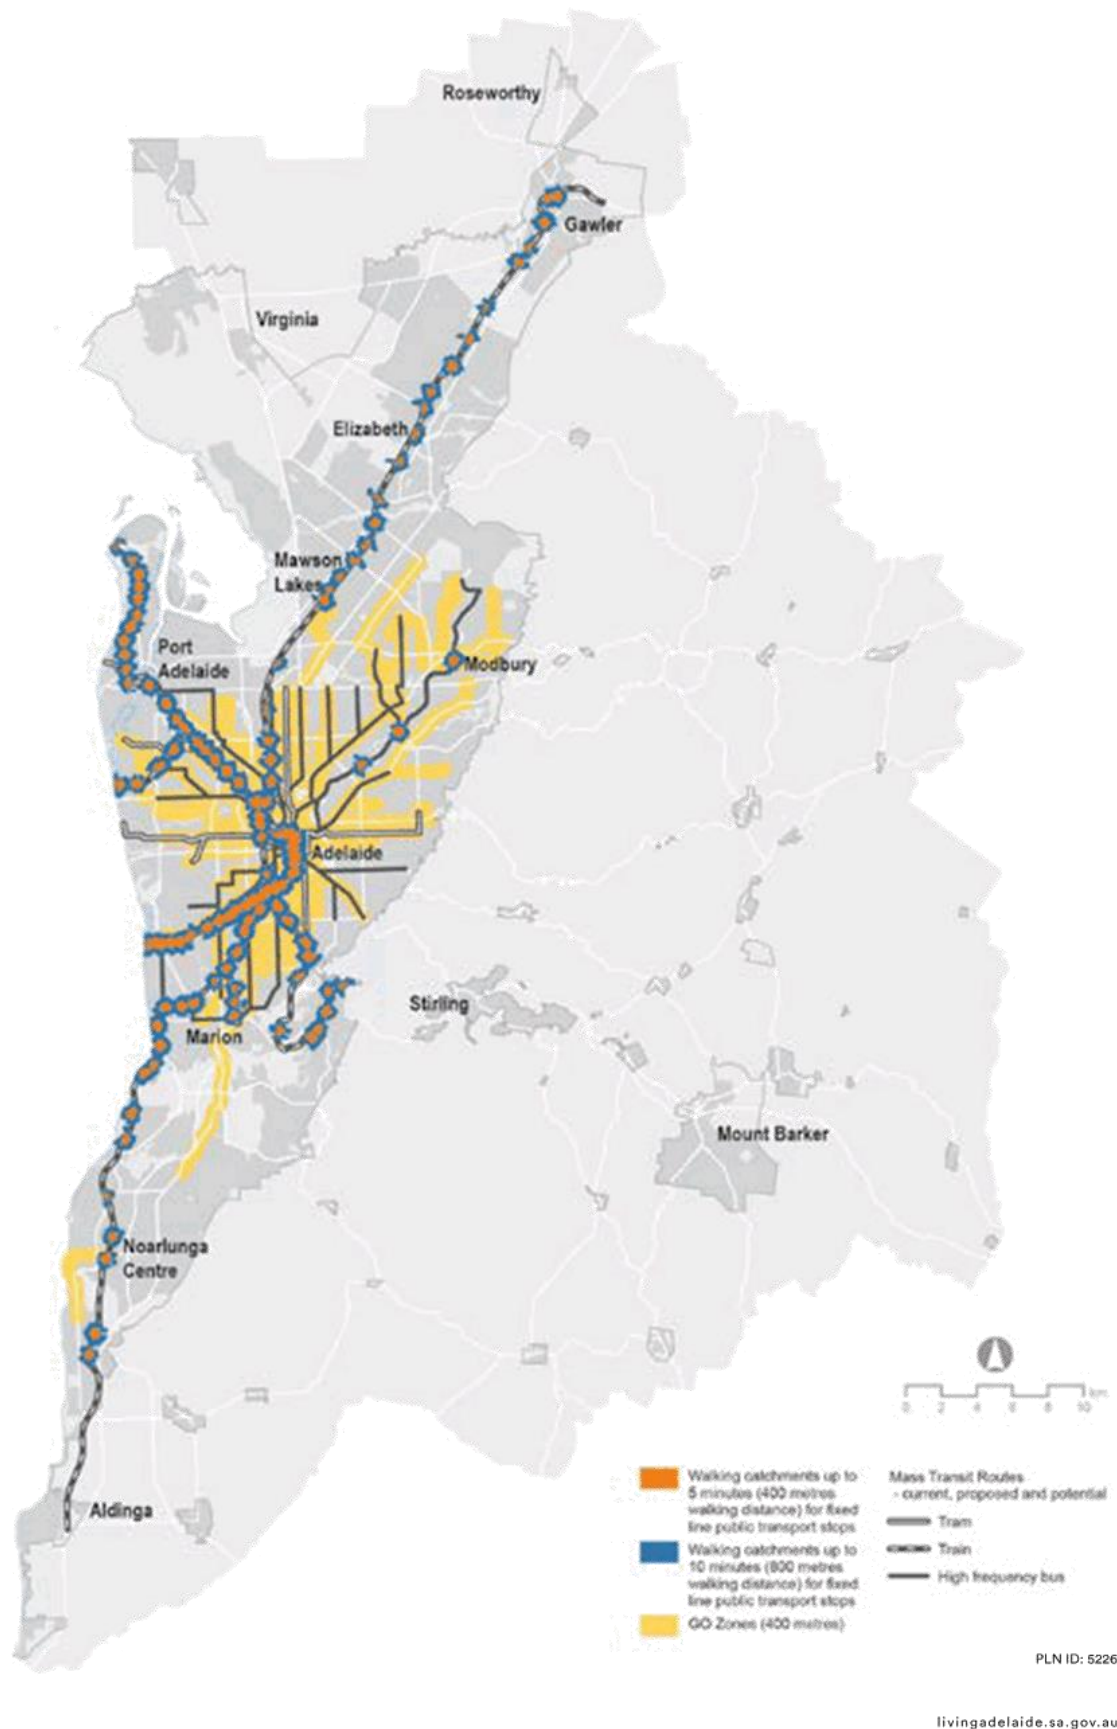 Roseworthy
Gawler
Virginia
Elizabeth
Mawson
Lakes
Port
Adelaide
Modbury
Adelaide
Stirling
Marion
Mount Barker
Noarlunga
Centre
Aldinga
km
0 2 4 6 8 10
Walking catchments up to
5 minutes (400 metres
walking distance) for fixed
line public transport stops
Walking catchments up to
10 minutes (800 metres
walking distance) for fixed
line public transport stops
GO Zones (400 metres)
Mass Transit Routes
- current, proposed and potential
Tram
Train
High frequency bus
PLN ID: 5226
livingadelaide.sa.gov.au